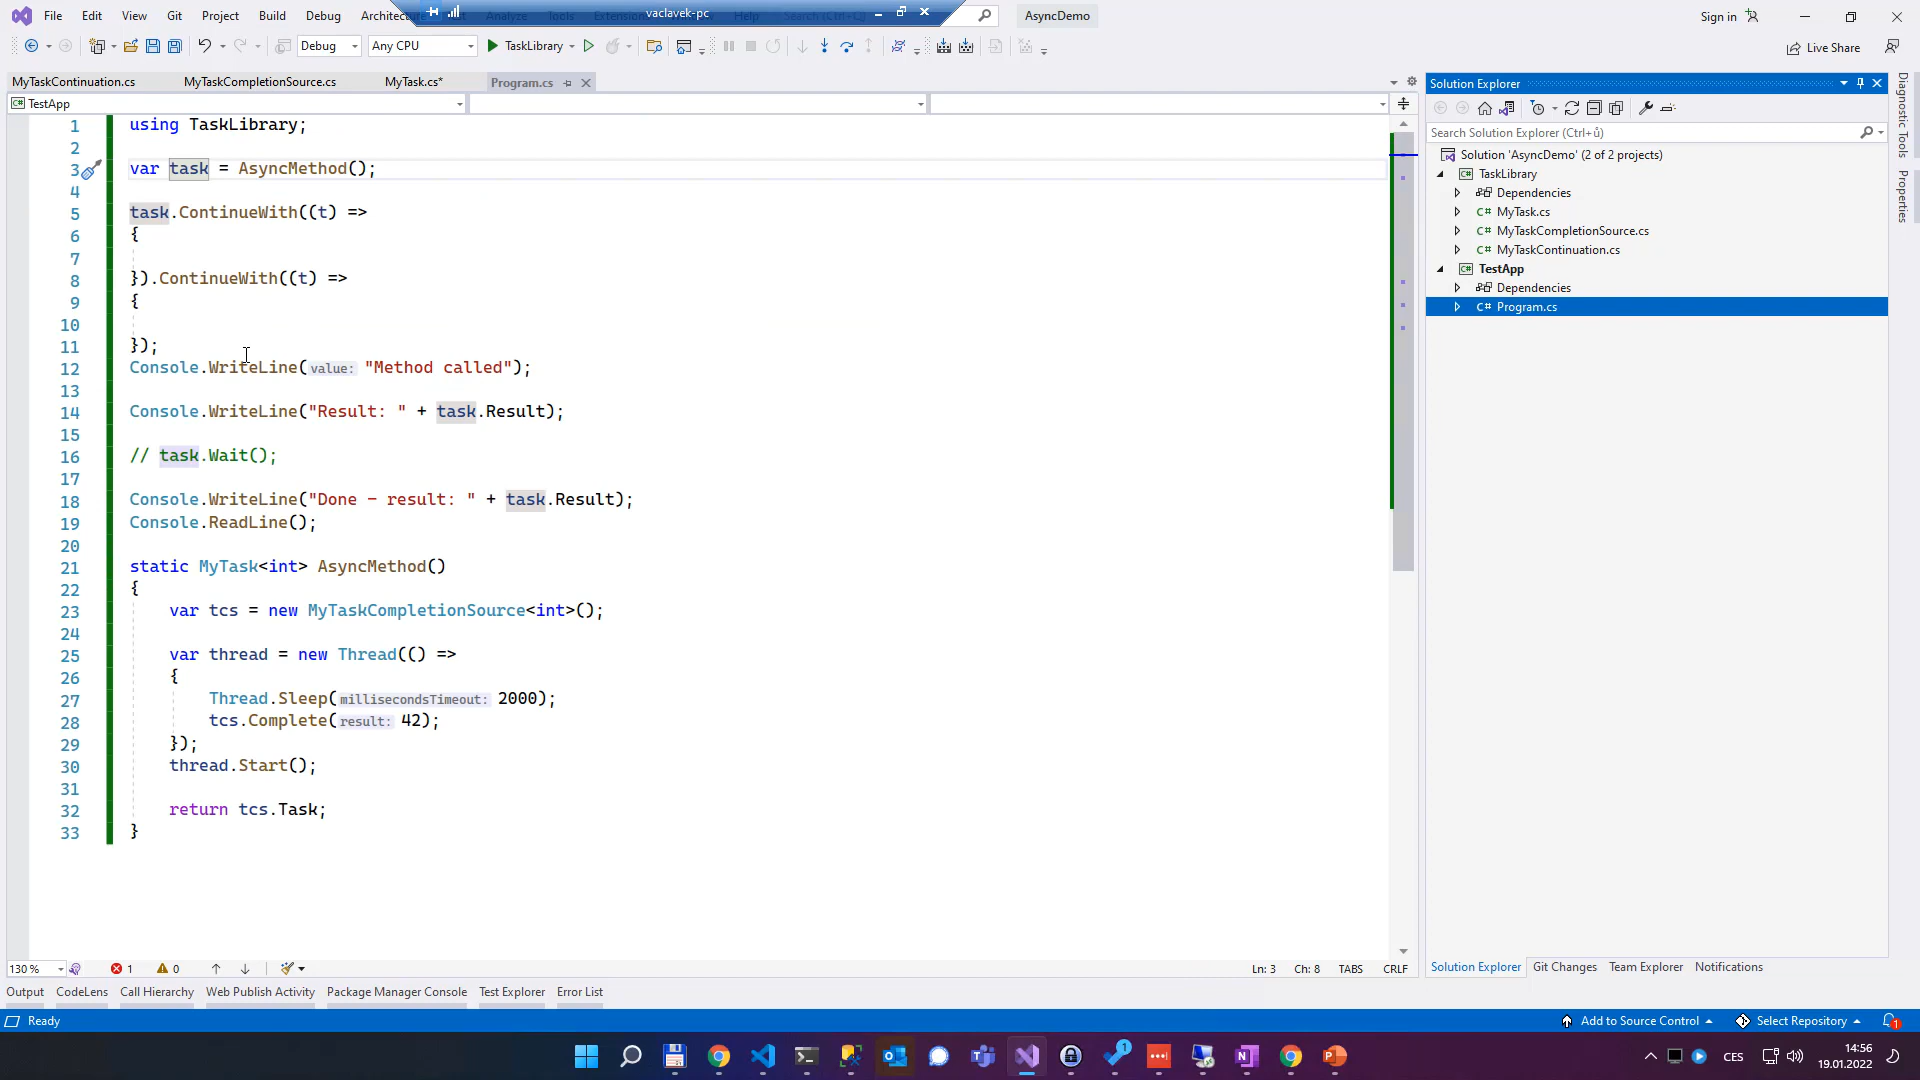 File Edit View Git Project Build Debug vaclavek-pc AsyncDemo Sign in
Debug Any CPU TaskLibrary Live Share
MyTaskContinuation.cs MyTaskCompletionSource.cs MyTask.cs* Program.cs
TestApp
1 using TaskLibrary;
2
3 var task = AsyncMethod();
4
5 task.ContinueWith((t) =>
6 {
7
8 }).ContinueWith((t) =>
9 {
10
11 });
12 Console.WriteLine(value: "Method called");
13
14 Console.WriteLine("Result: " + task.Result);
15
16 // task.Wait();
17
18 Console.WriteLine("Done - result: " + task.Result);
19 Console.ReadLine();
20
21 static MyTask<int> AsyncMethod()
22 {
23 var tcs = new MyTaskCompletionSource<int>();
24
25 var thread = new Thread(() =>
26 {
27 Thread.Sleep(millisecondsTimeout: 2000);
28 tcs.Complete(result: 42);
29 });
30 thread.Start();
31
32 return tcs.Task;
33 }
130 % 1 0 Ln: 3 Ch: 8 TABS CRLF
Solution Explorer
Search Solution Explorer (Ctrl+ů)
Solution 'AsyncDemo' (2 of 2 projects)
TaskLibrary
Dependencies
C# MyTask.cs
C# MyTaskCompletionSource.cs
C# MyTaskContinuation.cs
TestApp
Dependencies
C# Program.cs
Solution Explorer Git Changes Team Explorer Notifications
Diagnostic Tools
Properties
Output CodeLens Call Hierarchy Web Publish Activity Package Manager Console Test Explorer Error List
Ready Add to Source Control Select Repository 1
CES 14:56
19.01.2022